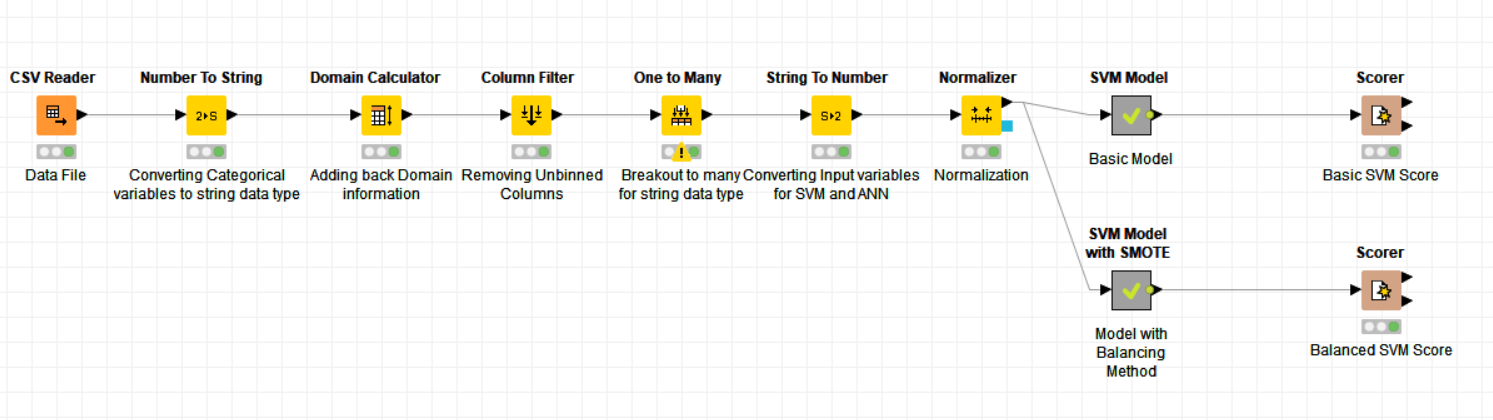 CSV Reader
Number To String
Domain Calculator
Column Filter
One to Many
String To Number
Normalizer
SVM Model
Scorer
2▸S
S▸2
Data File
Converting Categorical
variables to string data type
Adding back Domain
information
Removing Unbinned
Columns
Breakout to many
for string data type
Converting Input variables
for SVM and ANN
Normalization
Basic Model
Basic SVM Score
SVM Model
with SMOTE
Scorer
Model with
Balancing
Method
Balanced SVM Score